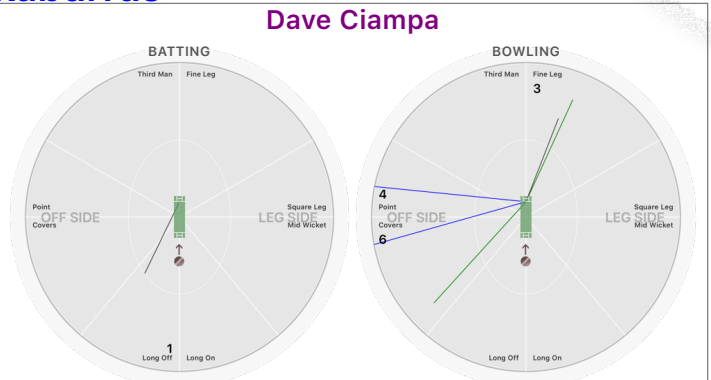 Dave Ciampa
BATTING
Third Man
Fine Leg
Point
OFF SIDE
Covers
Square Leg
LEG SIDE
Mid Wicket
1
Long Off
Long On
BOWLING
Third Man
Fine Leg
3
4
Point
OFF SIDE
Covers
6
Square Leg
LEG SIDE
Mid Wicket
Long Off
Long On